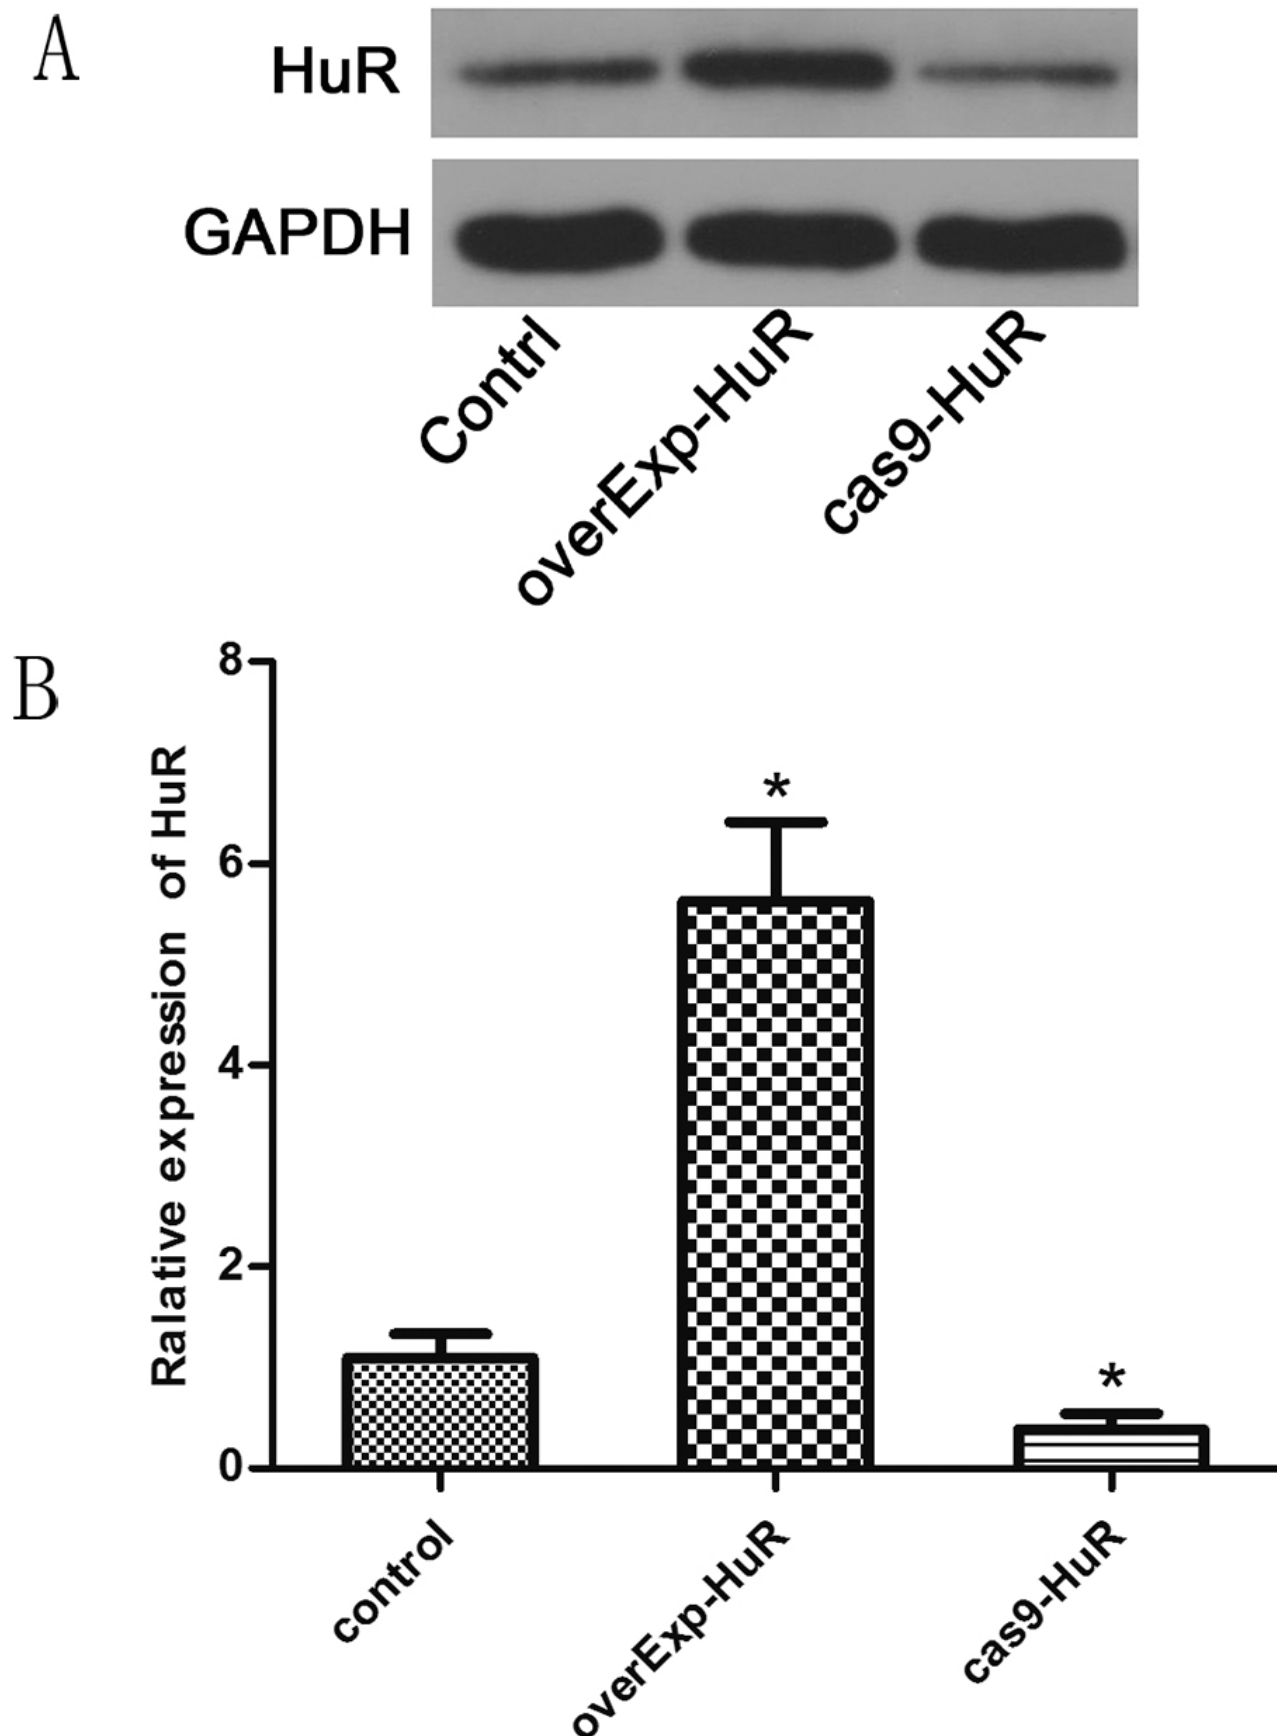 A
HuR
GAPDH
Contrl
overExp-HuR
cas9-HuR
B
Ralative expression of HuR
8
6
4
2
0
*
*
control
overExp-HuR
cas9-HuR